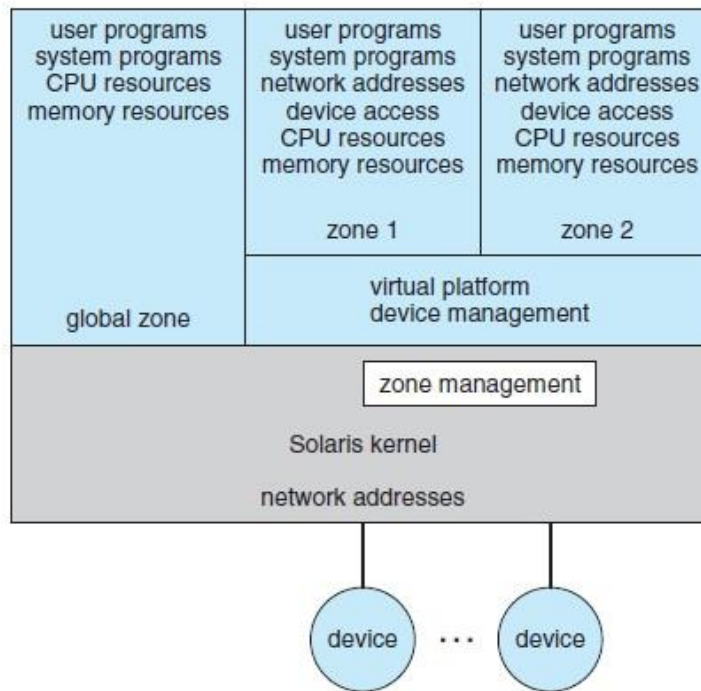 user programs
system programs
CPU resources
memory resources
global zone
user programs
system programs
network addresses
device access
CPU resources
memory resources
zone 1
user programs
system programs
network addresses
device access
CPU resources
memory resources
zone 2
virtual platform
device management
zone management
Solaris kernel
network addresses
device
...
device